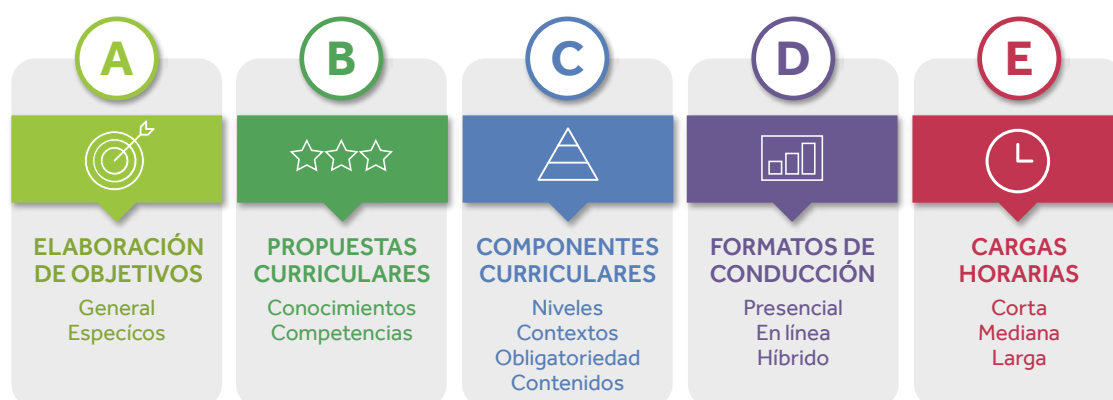 A
ELABORACIÓN
DE OBJETIVOS
General
Especícos
B
PROPUESTAS
CURRICULARES
Conocimientos
Competencias
C
COMPONENTES
CURRICULARES
Niveles
Contextos
Obligatoriedad
Contenidos
D
FORMATOS DE
CONDUCCIÓN
Presencial
En línea
Híbrido
E
CARGAS
HORARIAS
Corta
Mediana
Larga